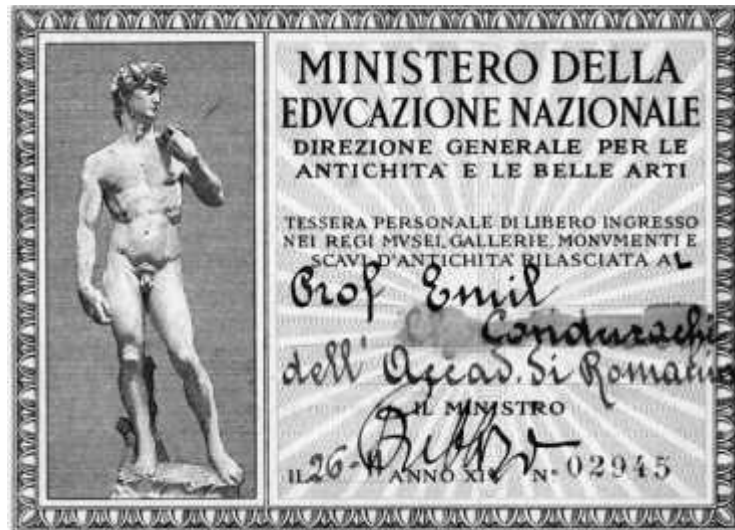 MINISTERO DELLA
EDVCAZIONE NAZIONALE
DIREZIONE GENERALE PER LE
ANTICHITA E LE BELLE ARTI
TESSERA PERSONALE DI LIBERO INGRESSO
NEI REGI MVSEI, GALLERIE, MONVMENTI E
SCAVI D'ANTICHITA RILASCIATA AL
Prof Emil
Condurachi
dell' Accad. di Romania
IL MINISTRO
IL 26- ANNO XI N° 02945